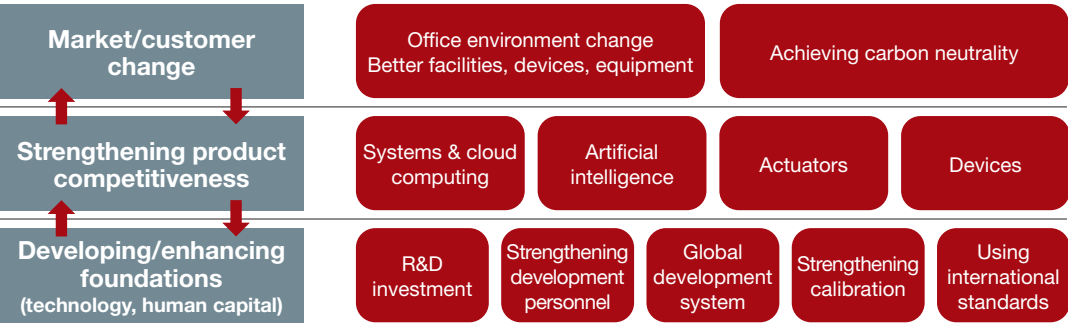 Market/customer
change
Office environment change
Better facilities, devices, equipment
Achieving carbon neutrality
Strengthening product
competitiveness
Systems & cloud
computing
Artificial
intelligence
Actuators
Devices
Developing/enhancing
foundations
(technology, human capital)
R&D
investment
Strengthening
development
personnel
Global
development
system
Strengthening
calibration
Using
international
standards